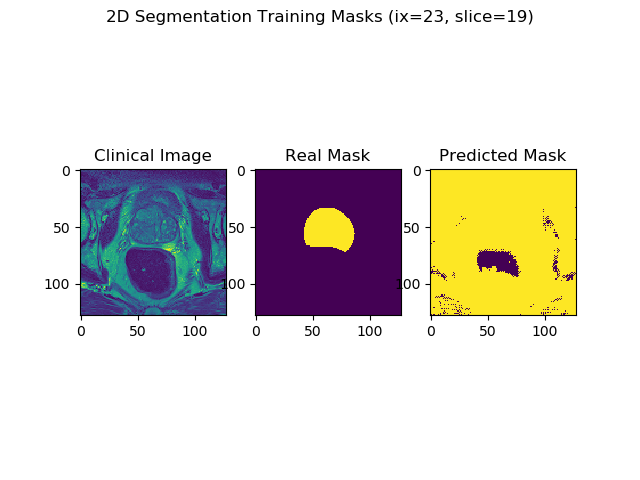 2D Segmentation Training Masks (ix=23, slice=19)
Clinical Image Real Mask Predicted Mask
0 0 0
50 50 50
100 100 100
0 50 100 0 50 100 0 50 100